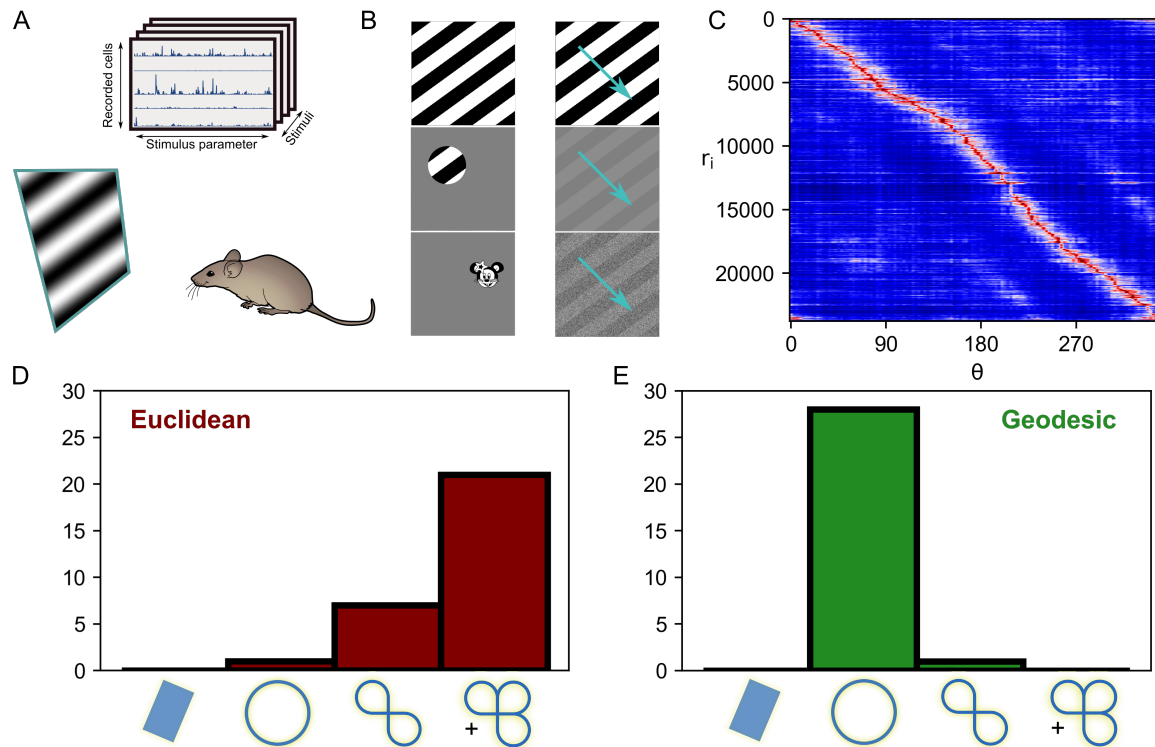 A
Recorded cells
Stimulus parameter
Stimuli
B
C
0
5000
10000
15000
20000
r_i
0
90
180
270
θ
D
30
25
20
15
10
5
0
Euclidean
+
E
30
25
20
15
10
5
0
Geodesic
+